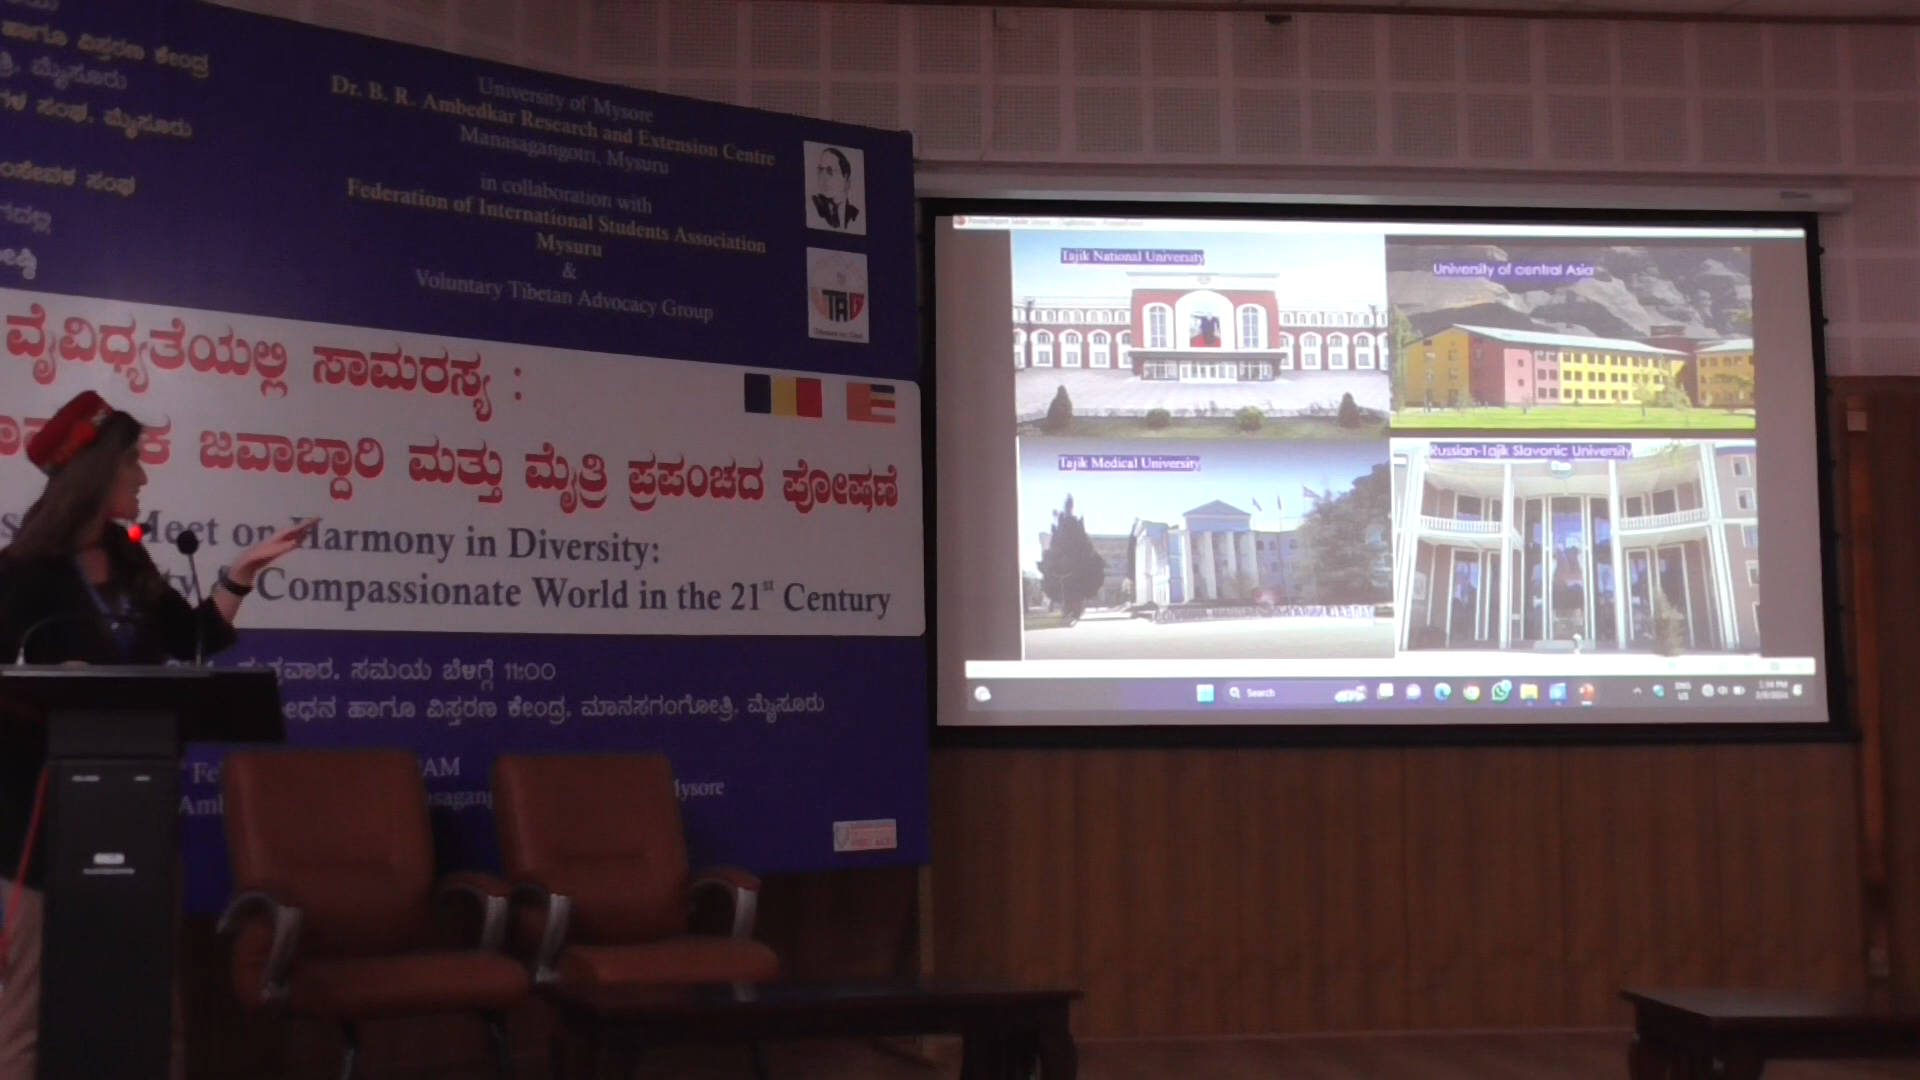 ಹಾಗೂ ವಿಸ್ತರಣ ಕೇಂದ್ರ
ಮೈಸೂರು
ಸಂಘ, ಮೈಸೂರು
ಸಂಘ
University of Mysore
Dr. B. R. Ambedkar Research and Extension Centre
Manasagangotri, Mysuru
in collaboration with
Federation of International Students Association
Mysuru
&
Voluntary Tibetan Advocacy Group
ವೈವಿಧ್ಯತೆಯಲ್ಲಿ ಸಾಮರಸ್ಯ :
ಜವಾಬ್ದಾರಿ ಮತ್ತು ಮೈತ್ರಿ ಪ್ರಪಂಚದ ಪೋಷಣೆ
Meet on Harmony in Diversity:
Compassionate World in the 21st Century
ಸಮಯ ಬೆಳಿಗ್ಗೆ 11:00
ಹಾಗೂ ವಿಸ್ತರಣ ಕೇಂದ್ರ, ಮಾನಸಗಂಗೋತ್ರಿ, ಮೈಸೂರು
AM
Tajik National University
University of central Asia
Tajik Medical University
Russian-Tajik Slavonic University
Search
ENG
US